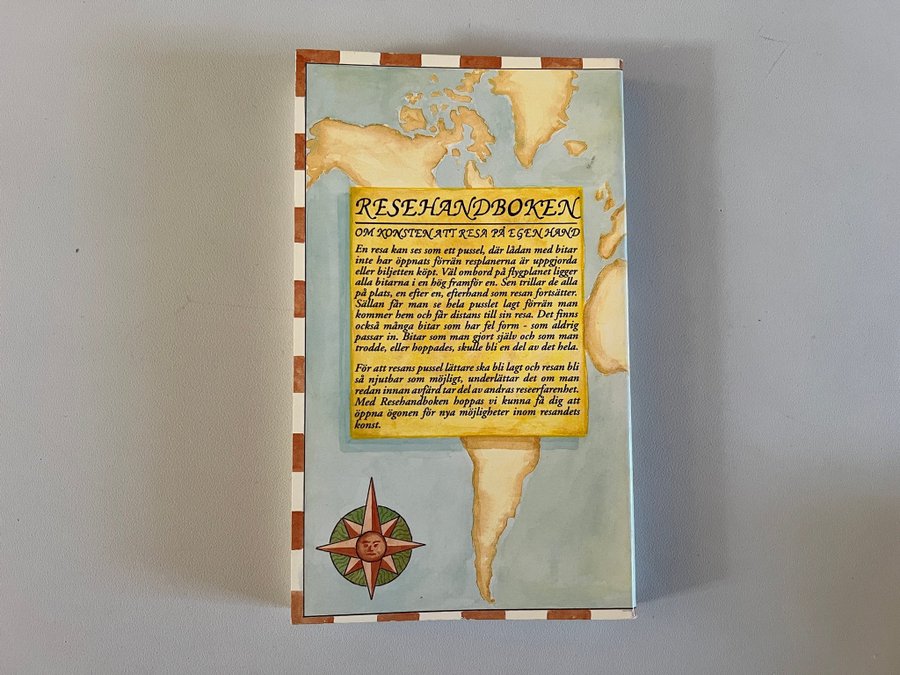 RESEHANDBOKEN
OM KONSTEN ATT RESA PÅ EGEN HAND
En resa kan ses som ett pussel, där lådan med bitar
inte har öppnats förrän resplanerna är uppgjorda
eller biljetten köpt. Väl ombord på flygplanet ligger
alla bitarna i en hög framför en. Sen trillar de alla
på plats, en efter en, efterhand som resan fortsätter.
Sällan får man se hela pusslet lagt förrän man
kommer hem och får distans till sin resa. Det finns
också många bitar som har fel form - som aldrig
passar in. Bitar som man gjort själv och som man
trodde, eller hoppades, skulle bli en del av det hela.
För att resans pussel lättare ska bli lagt och resan bli
så njutbar som möjligt, underlättar det om man
redan innan avfärd tar del av andras reseerfarenhet.
Med Resehandboken hoppas vi kunna få dig att
öppna ögonen för nya möjligheter inom resandets
konst.